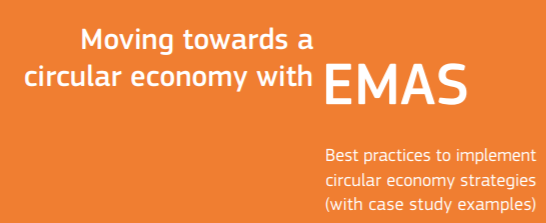 Moving towards a
circular economy with EMAS
Best practices to implement
circular economy strategies
(with case study examples)